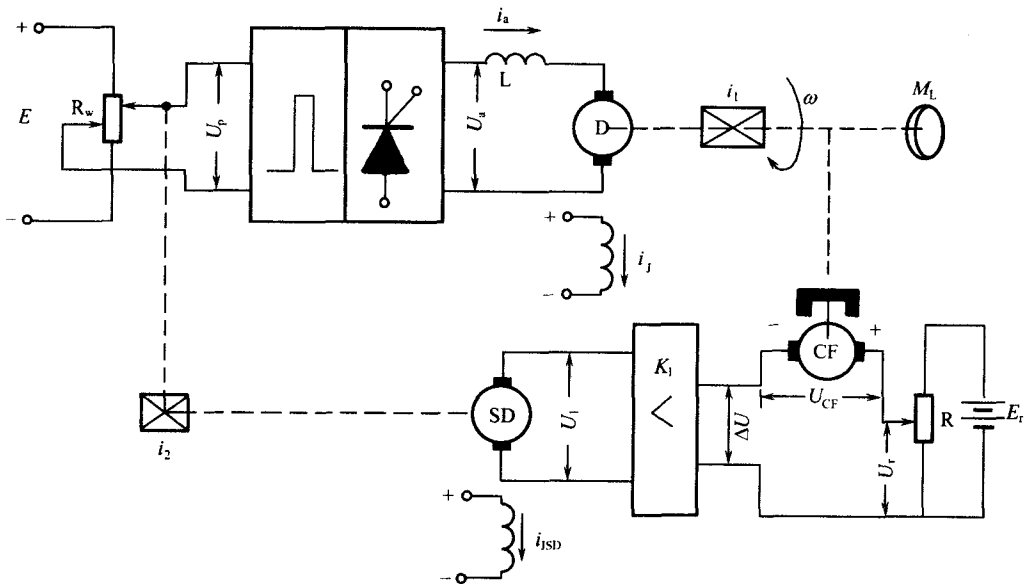 +
E
R_w
−
U_p
U_a
i_a
L
D
i_1
ω
M_L
+
i_J
−
−
CF
+
U_CF
K_1
<
ΔU
R
E_r
U_r
SD
U_1
i_2
+
i_JSD
−